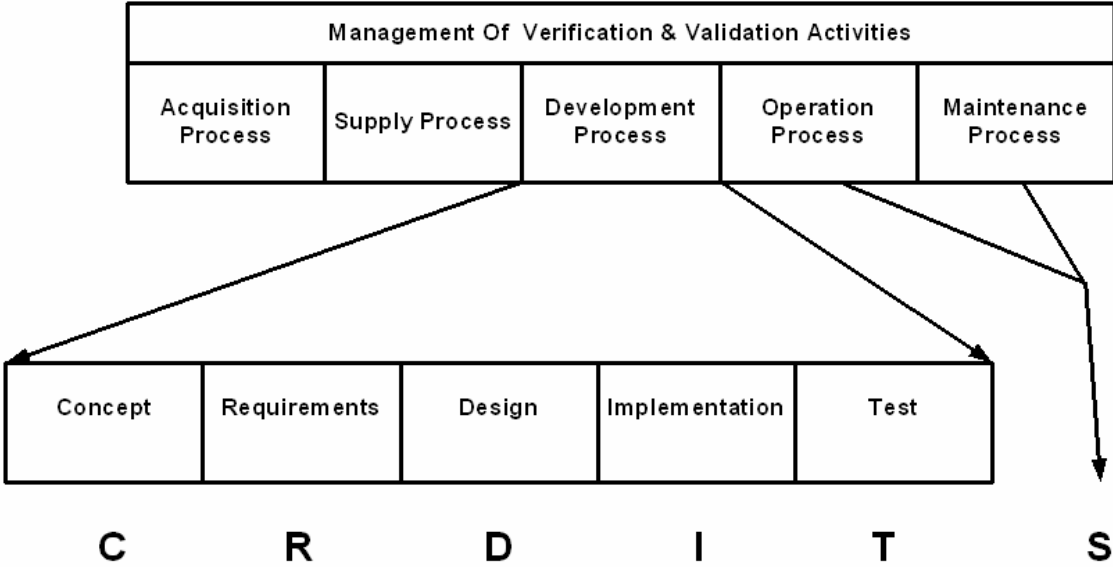 Management Of Verification & Validation Activities
Acquisition
Process
Supply Process
Development
Process
Operation
Process
Maintenance
Process
Concept
Requirements
Design
Implementation
Test
C R D I T S